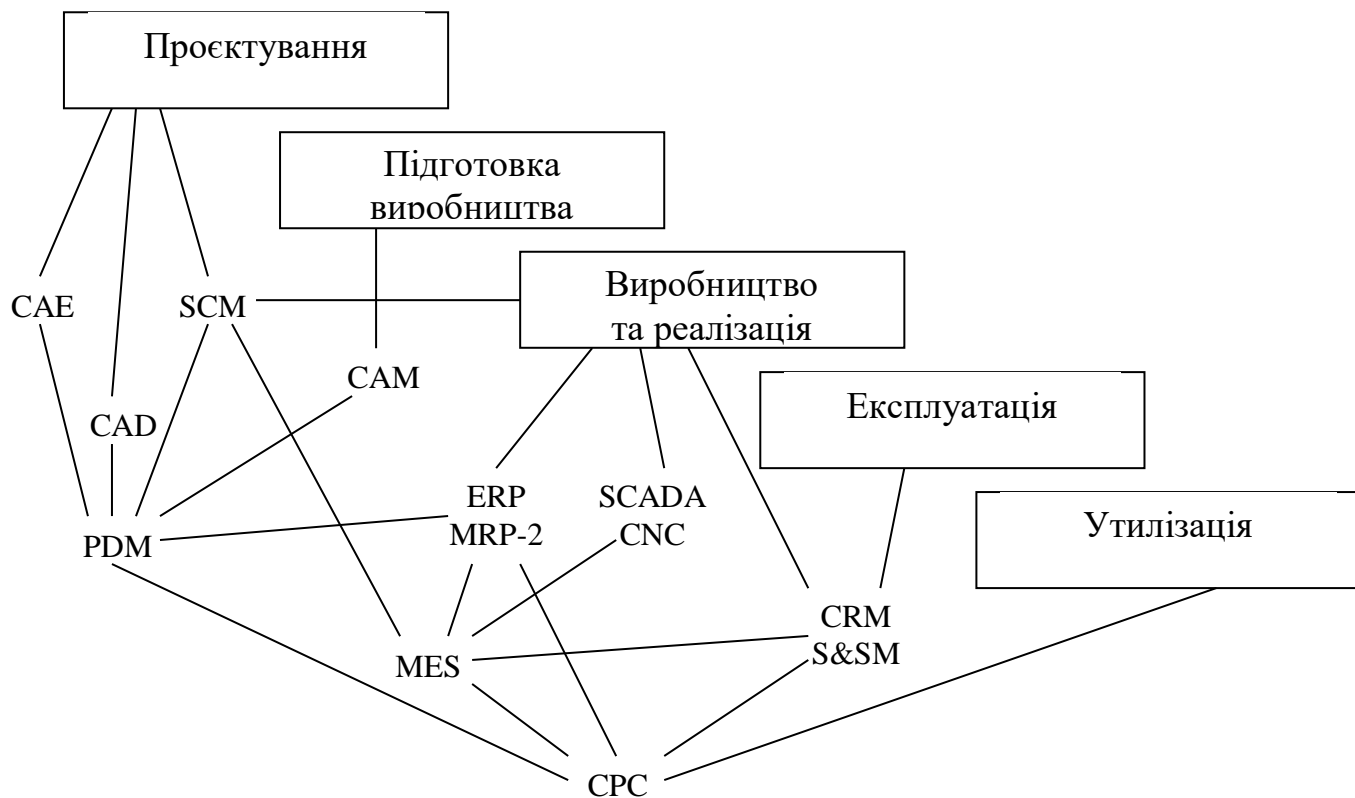 Проєктування
Підготовка
виробництва
Виробництво
та реалізація
CAE
SCM
CAM
Експлуатація
CAD
ERP
MRP-2
SCADA
CNC
Утилізація
PDM
CRM
S&SM
MES
CPC